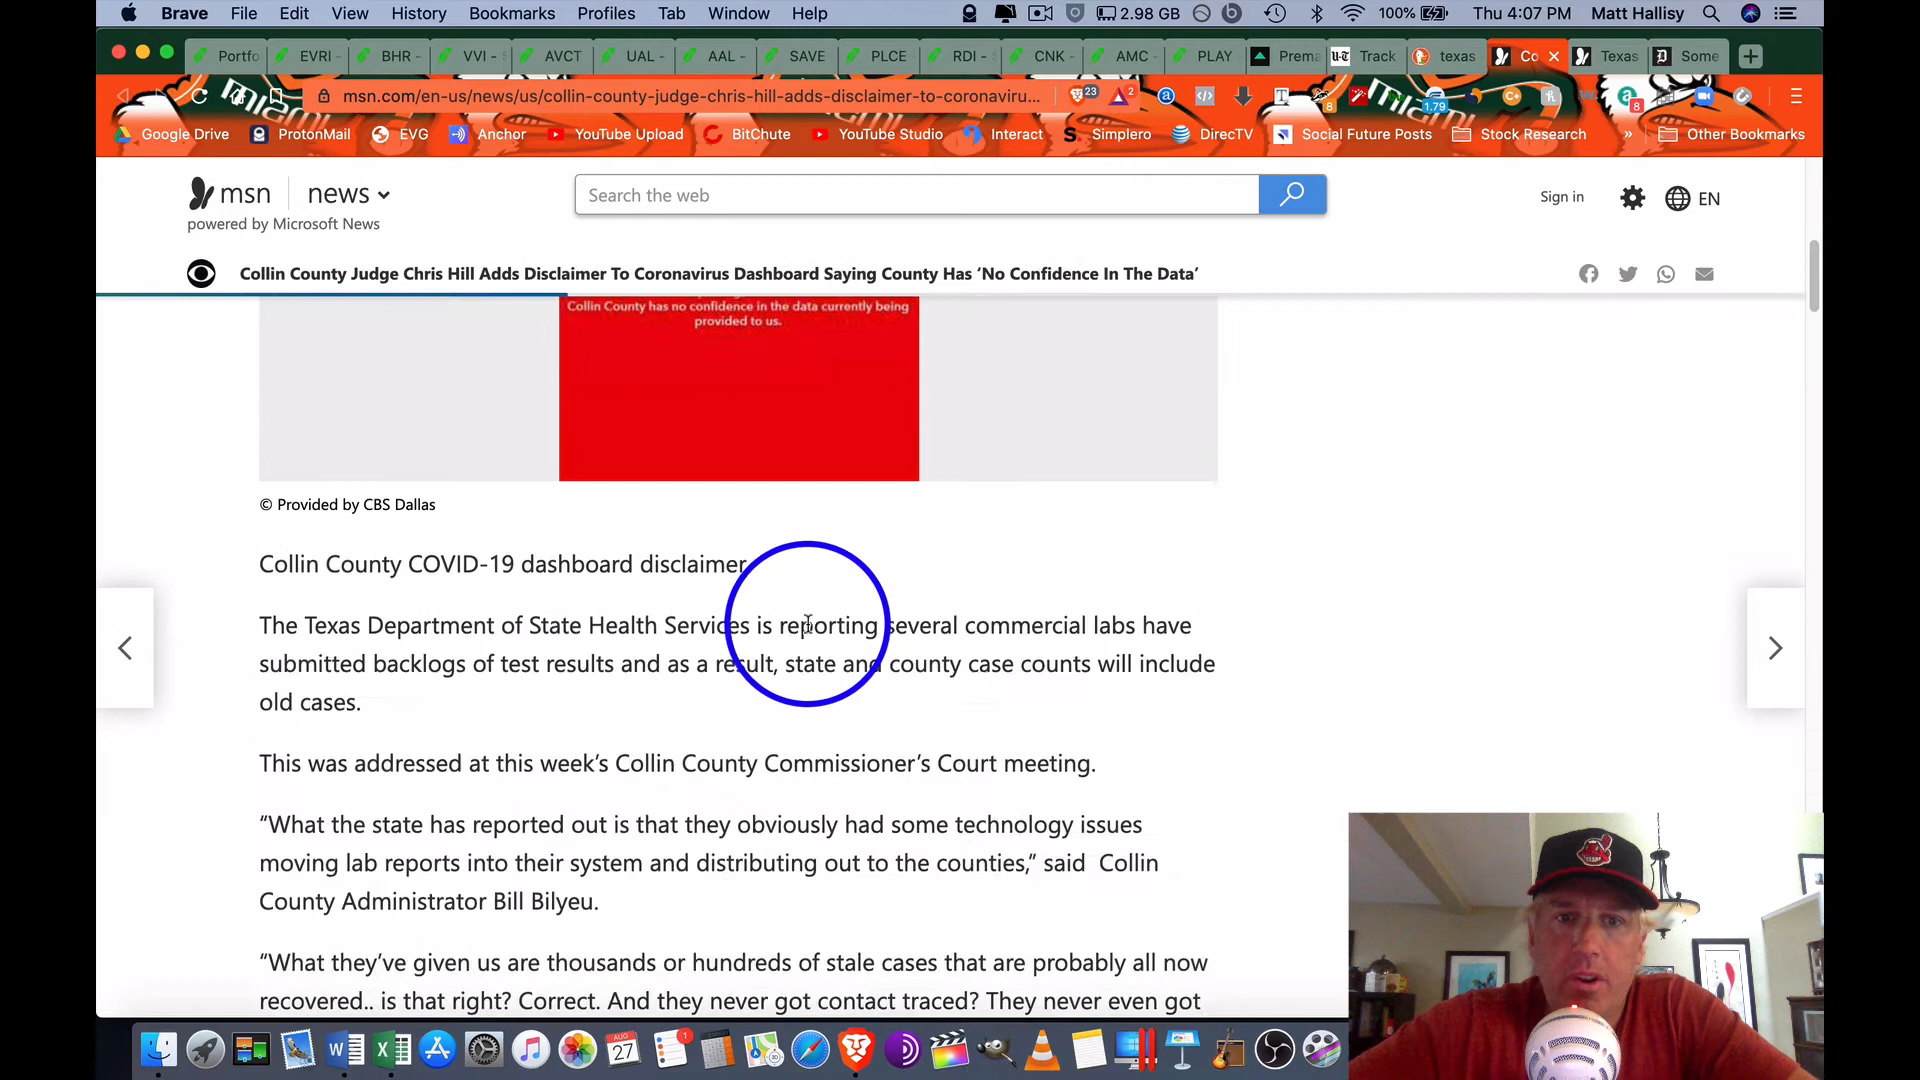 Brave File Edit View History Bookmarks Profiles Tab Window Help 2.98 GB 100% Thu 4:07 PM Matt Hallisy
Portfo EVRI - BHR - VVI - S AVCT UAL - AAL - SAVE PLCE RDI - S CNK - AMC - PLAY Prema Track texas Co Texas Some
msn.com/en-us/news/us/collin-county-judge-chris-hill-adds-disclaimer-to-coronaviru... 23 2 8 1.79 8
Google Drive ProtonMail EVG Anchor YouTube Upload BitChute YouTube Studio Interact Simplero DirecTV Social Future Posts Stock Research » Other Bookmarks
msn news Search the web Sign in EN
powered by Microsoft News
Collin County Judge Chris Hill Adds Disclaimer To Coronavirus Dashboard Saying County Has ‘No Confidence In The Data’
Collin County has no confidence in the data currently being
provided to us.
© Provided by CBS Dallas
Collin County COVID-19 dashboard disclaimer
The Texas Department of State Health Services is reporting several commercial labs have
submitted backlogs of test results and as a result, state and county case counts will include
old cases.
This was addressed at this week’s Collin County Commissioner’s Court meeting.
“What the state has reported out is that they obviously had some technology issues
moving lab reports into their system and distributing out to the counties,” said Collin
County Administrator Bill Bilyeu.
“What they’ve given us are thousands or hundreds of stale cases that are probably all now
recovered.. is that right? Correct. And they never got contact traced? They never even got
AUG
27
1